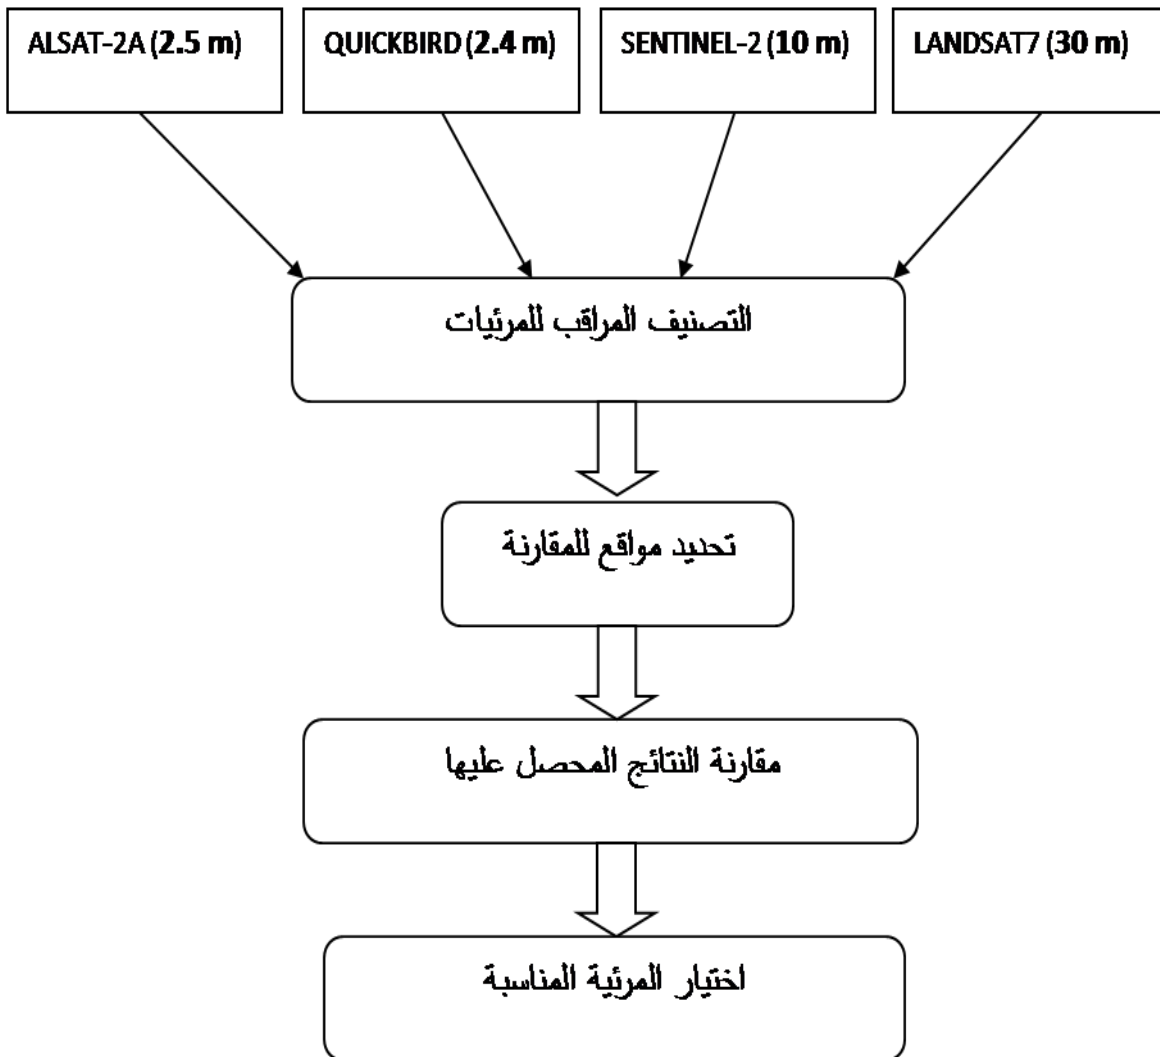 ALSAT-2A (2.5 m)
QUICKBIRD (2.4 m)
SENTINEL-2 (10 m)
LANDSAT7 (30 m)
التصنيف المراقب للمرئيات
تحديد مواقع للمقارنة
مقارنة النتائج المحصل عليها
اختيار المرئية المناسبة